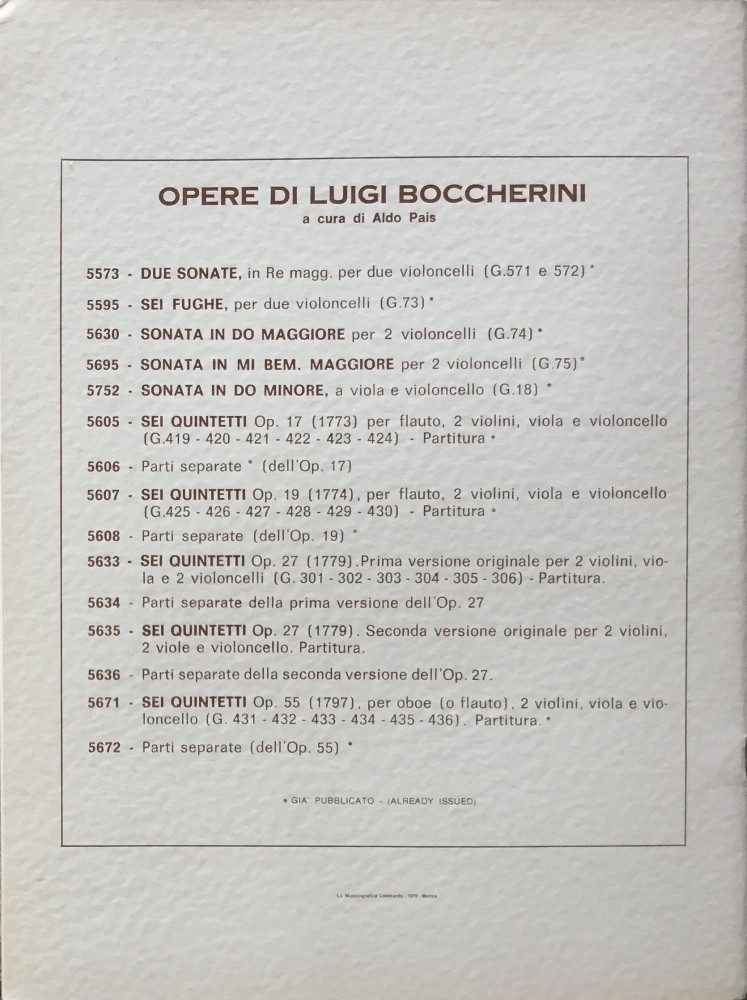 OPERE DI LUIGI BOCCHERINI
a cura di Aldo Pais
5573 - DUE SONATE, in Re magg. per due violoncelli (G.571 e 572) *
5595 - SEI FUGHE, per due violoncelli (G.73) *
5630 - SONATA IN DO MAGGIORE per 2 violoncelli (G.74) *
5695 - SONATA IN MI BEM. MAGGIORE per 2 violoncelli (G.75) *
5752 - SONATA IN DO MINORE, a viola e violoncello (G.18) *
5605 - SEI QUINTETTI Op. 17 (1773) per flauto, 2 violini, viola e violoncello
(G.419 - 420 - 421 - 422 - 423 - 424) - Partitura *
5606 - Parti separate * (dell'Op. 17)
5607 - SEI QUINTETTI Op. 19 (1774), per flauto, 2 violini, viola e violoncello
(G.425 - 426 - 427 - 428 - 429 - 430) - Partitura *
5608 - Parti separate (dell'Op. 19) *
5633 - SEI QUINTETTI Op. 27 (1779). Prima versione originale per 2 violini, vio-
la e 2 violoncelli (G. 301 - 302 - 303 - 304 - 305 - 306) - Partitura.
5634 - Parti separate della prima versione dell'Op. 27
5635 - SEI QUINTETTI Op. 27 (1779). Seconda versione originale per 2 violini,
2 viole e violoncello. Partitura.
5636 - Parti separate della seconda versione dell'Op. 27.
5671 - SEI QUINTETTI Op. 55 (1797), per oboe (o flauto), 2 violini, viola e vio-
loncello (G. 431 - 432 - 433 - 434 - 435 - 436). Partitura. *
5672 - Parti separate (dell'Op. 55) *
* GIA' PUBBLICATO - (ALREADY ISSUED)
La Musicografica Lombarda - 1979 - Monza